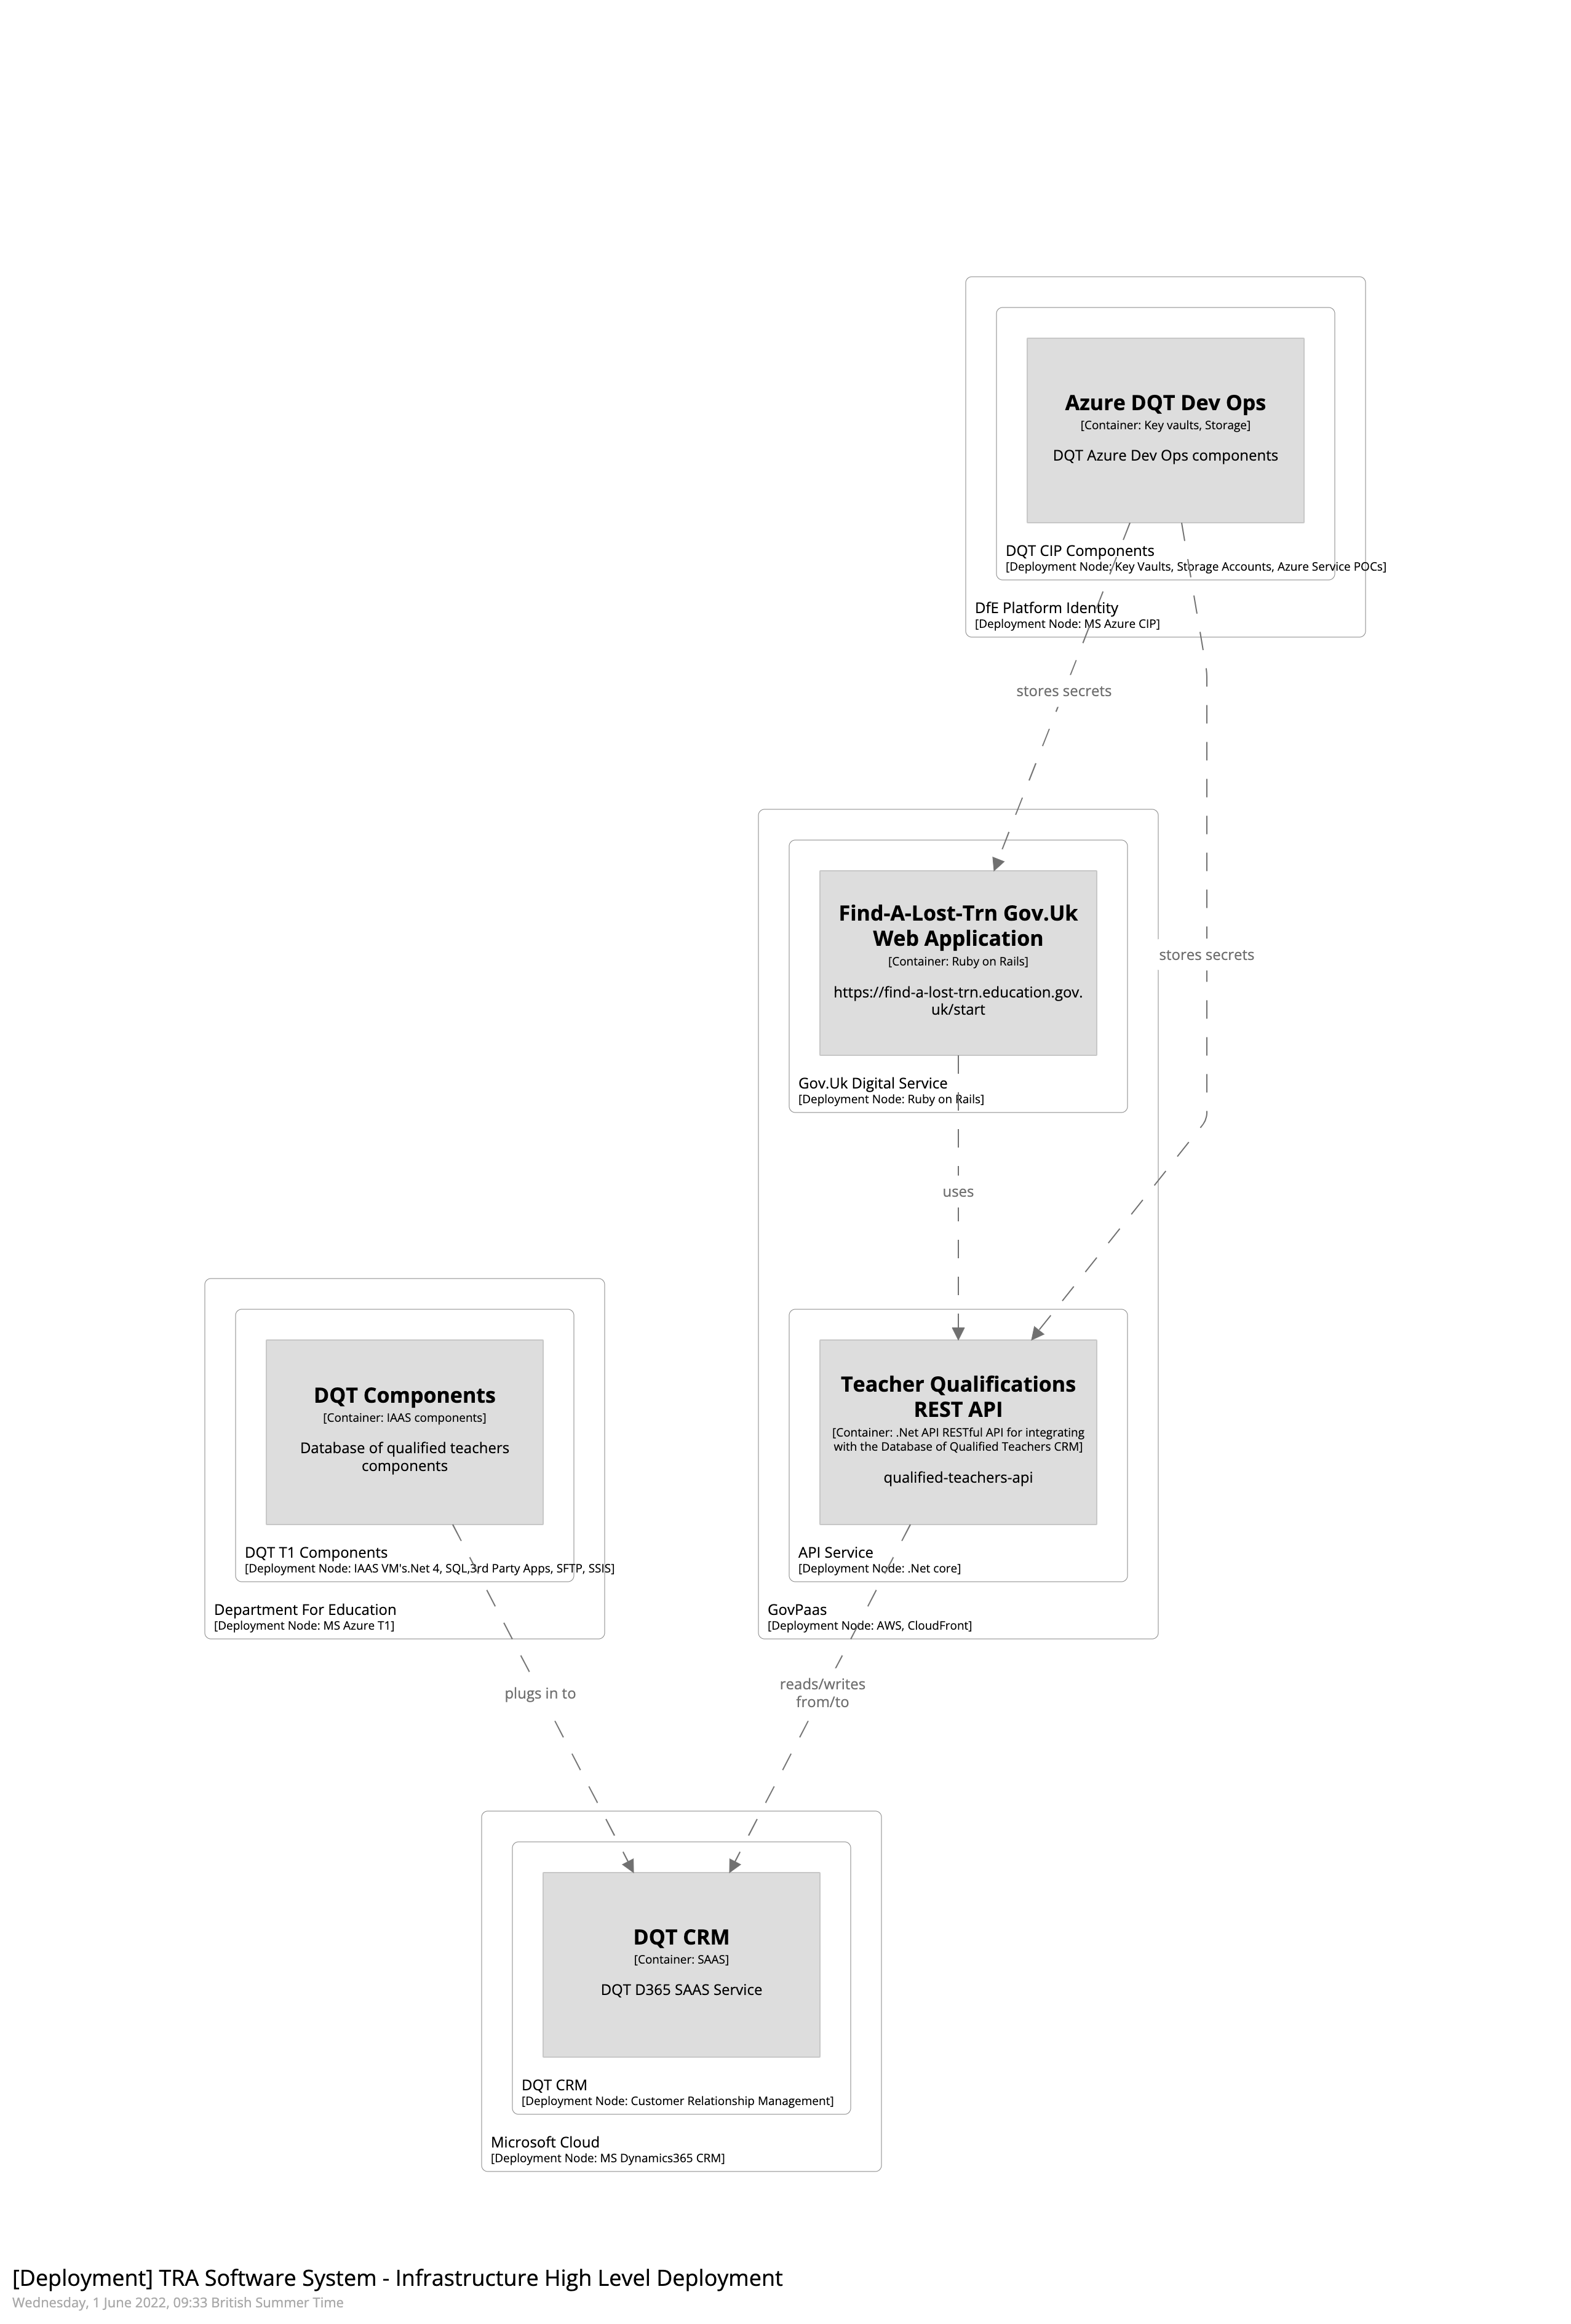 Azure DQT Dev Ops
[Container: Key vaults, Storage]
DQT Azure Dev Ops components
DQT CIP Components
[Deployment Node: Key Vaults, Storage Accounts, Azure Service POCs]
DfE Platform Identity
[Deployment Node: MS Azure CIP]
stores secrets
Find-A-Lost-Trn Gov.Uk
Web Application
[Container: Ruby on Rails]
https://find-a-lost-trn.education.gov.
uk/start
stores secrets
Gov.Uk Digital Service
[Deployment Node: Ruby on Rails]
uses
DQT Components
[Container: IAAS components]
Database of qualified teachers
components
DQT T1 Components
[Deployment Node: IAAS VM's.Net 4, SQL,3rd Party Apps, SFTP, SSIS]
Department For Education
[Deployment Node: MS Azure T1]
Teacher Qualifications
REST API
[Container: .Net API RESTful API for integrating
with the Database of Qualified Teachers CRM]
qualified-teachers-api
API Service
[Deployment Node: .Net core]
GovPaas
[Deployment Node: AWS, CloudFront]
plugs in to
reads/writes
from/to
DQT CRM
[Container: SAAS]
DQT D365 SAAS Service
DQT CRM
[Deployment Node: Customer Relationship Management]
Microsoft Cloud
[Deployment Node: MS Dynamics365 CRM]
[Deployment] TRA Software System - Infrastructure High Level Deployment
Wednesday, 1 June 2022, 09:33 British Summer Time